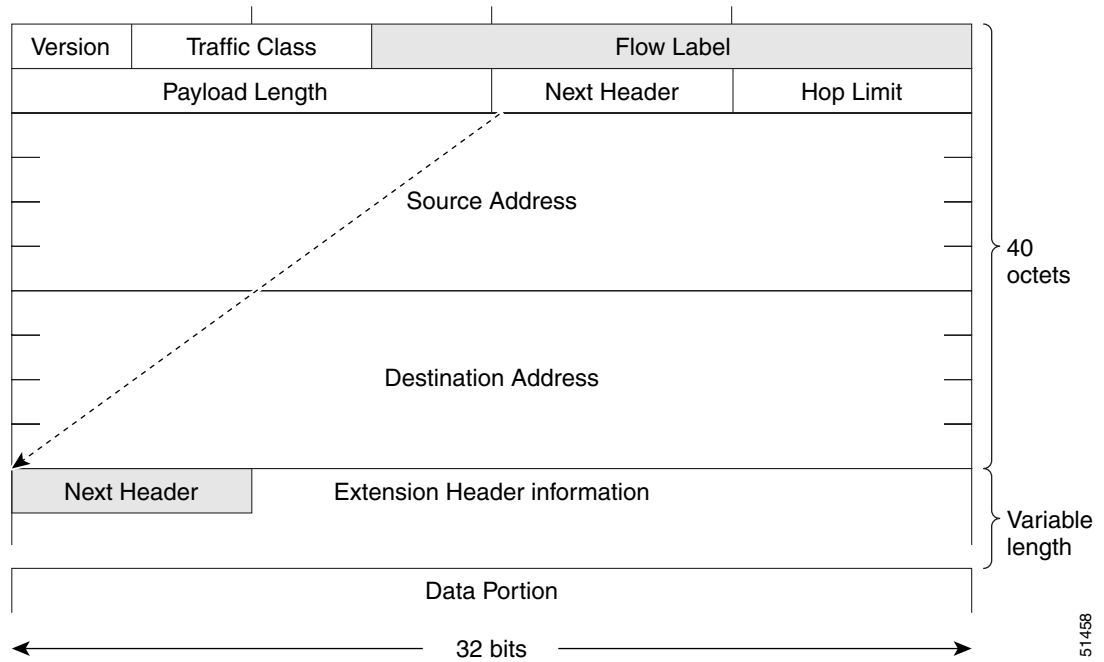 Version
Traffic Class
Flow Label
Payload Length
Next Header
Hop Limit
Source Address
40
octets
Destination Address
Next Header
Extension Header information
Variable
length
Data Portion
32 bits
51458